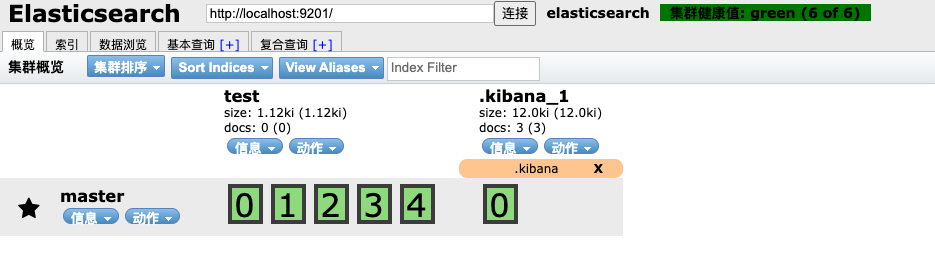 Elasticsearch http://localhost:9201/ 连接 elasticsearch 集群健康值: green (6 of 6)
概览 索引 数据浏览 基本查询 [+] 复合查询 [+]
集群概览 集群排序 Sort Indices View Aliases Index Filter
test .kibana_1
size: 1.12ki (1.12ki) size: 12.0ki (12.0ki)
docs: 0 (0) docs: 3 (3)
信息 动作 信息 动作
.kibana X
master 0 1 2 3 4 0
信息 动作